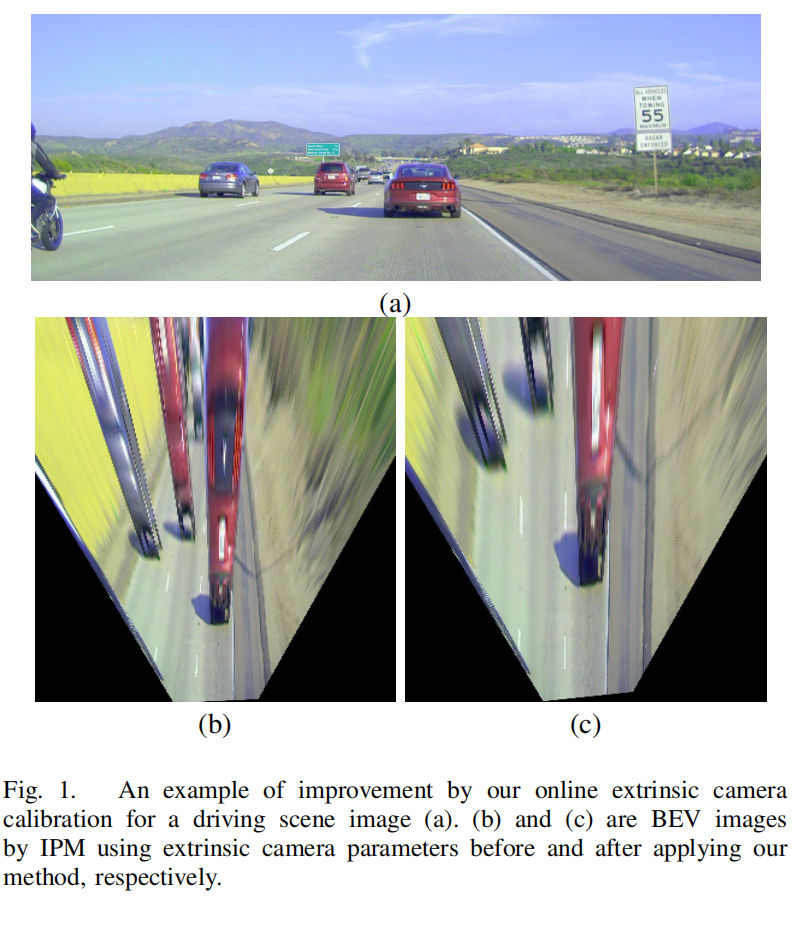 ALL VEHICLES
WHEN
TOWING
55
MAXIMUM
RADAR
ENFORCED
(a)
(b)
(c)
Fig. 1. An example of improvement by our online extrinsic camera
calibration for a driving scene image (a). (b) and (c) are BEV images
by IPM using extrinsic camera parameters before and after applying our
method, respectively.